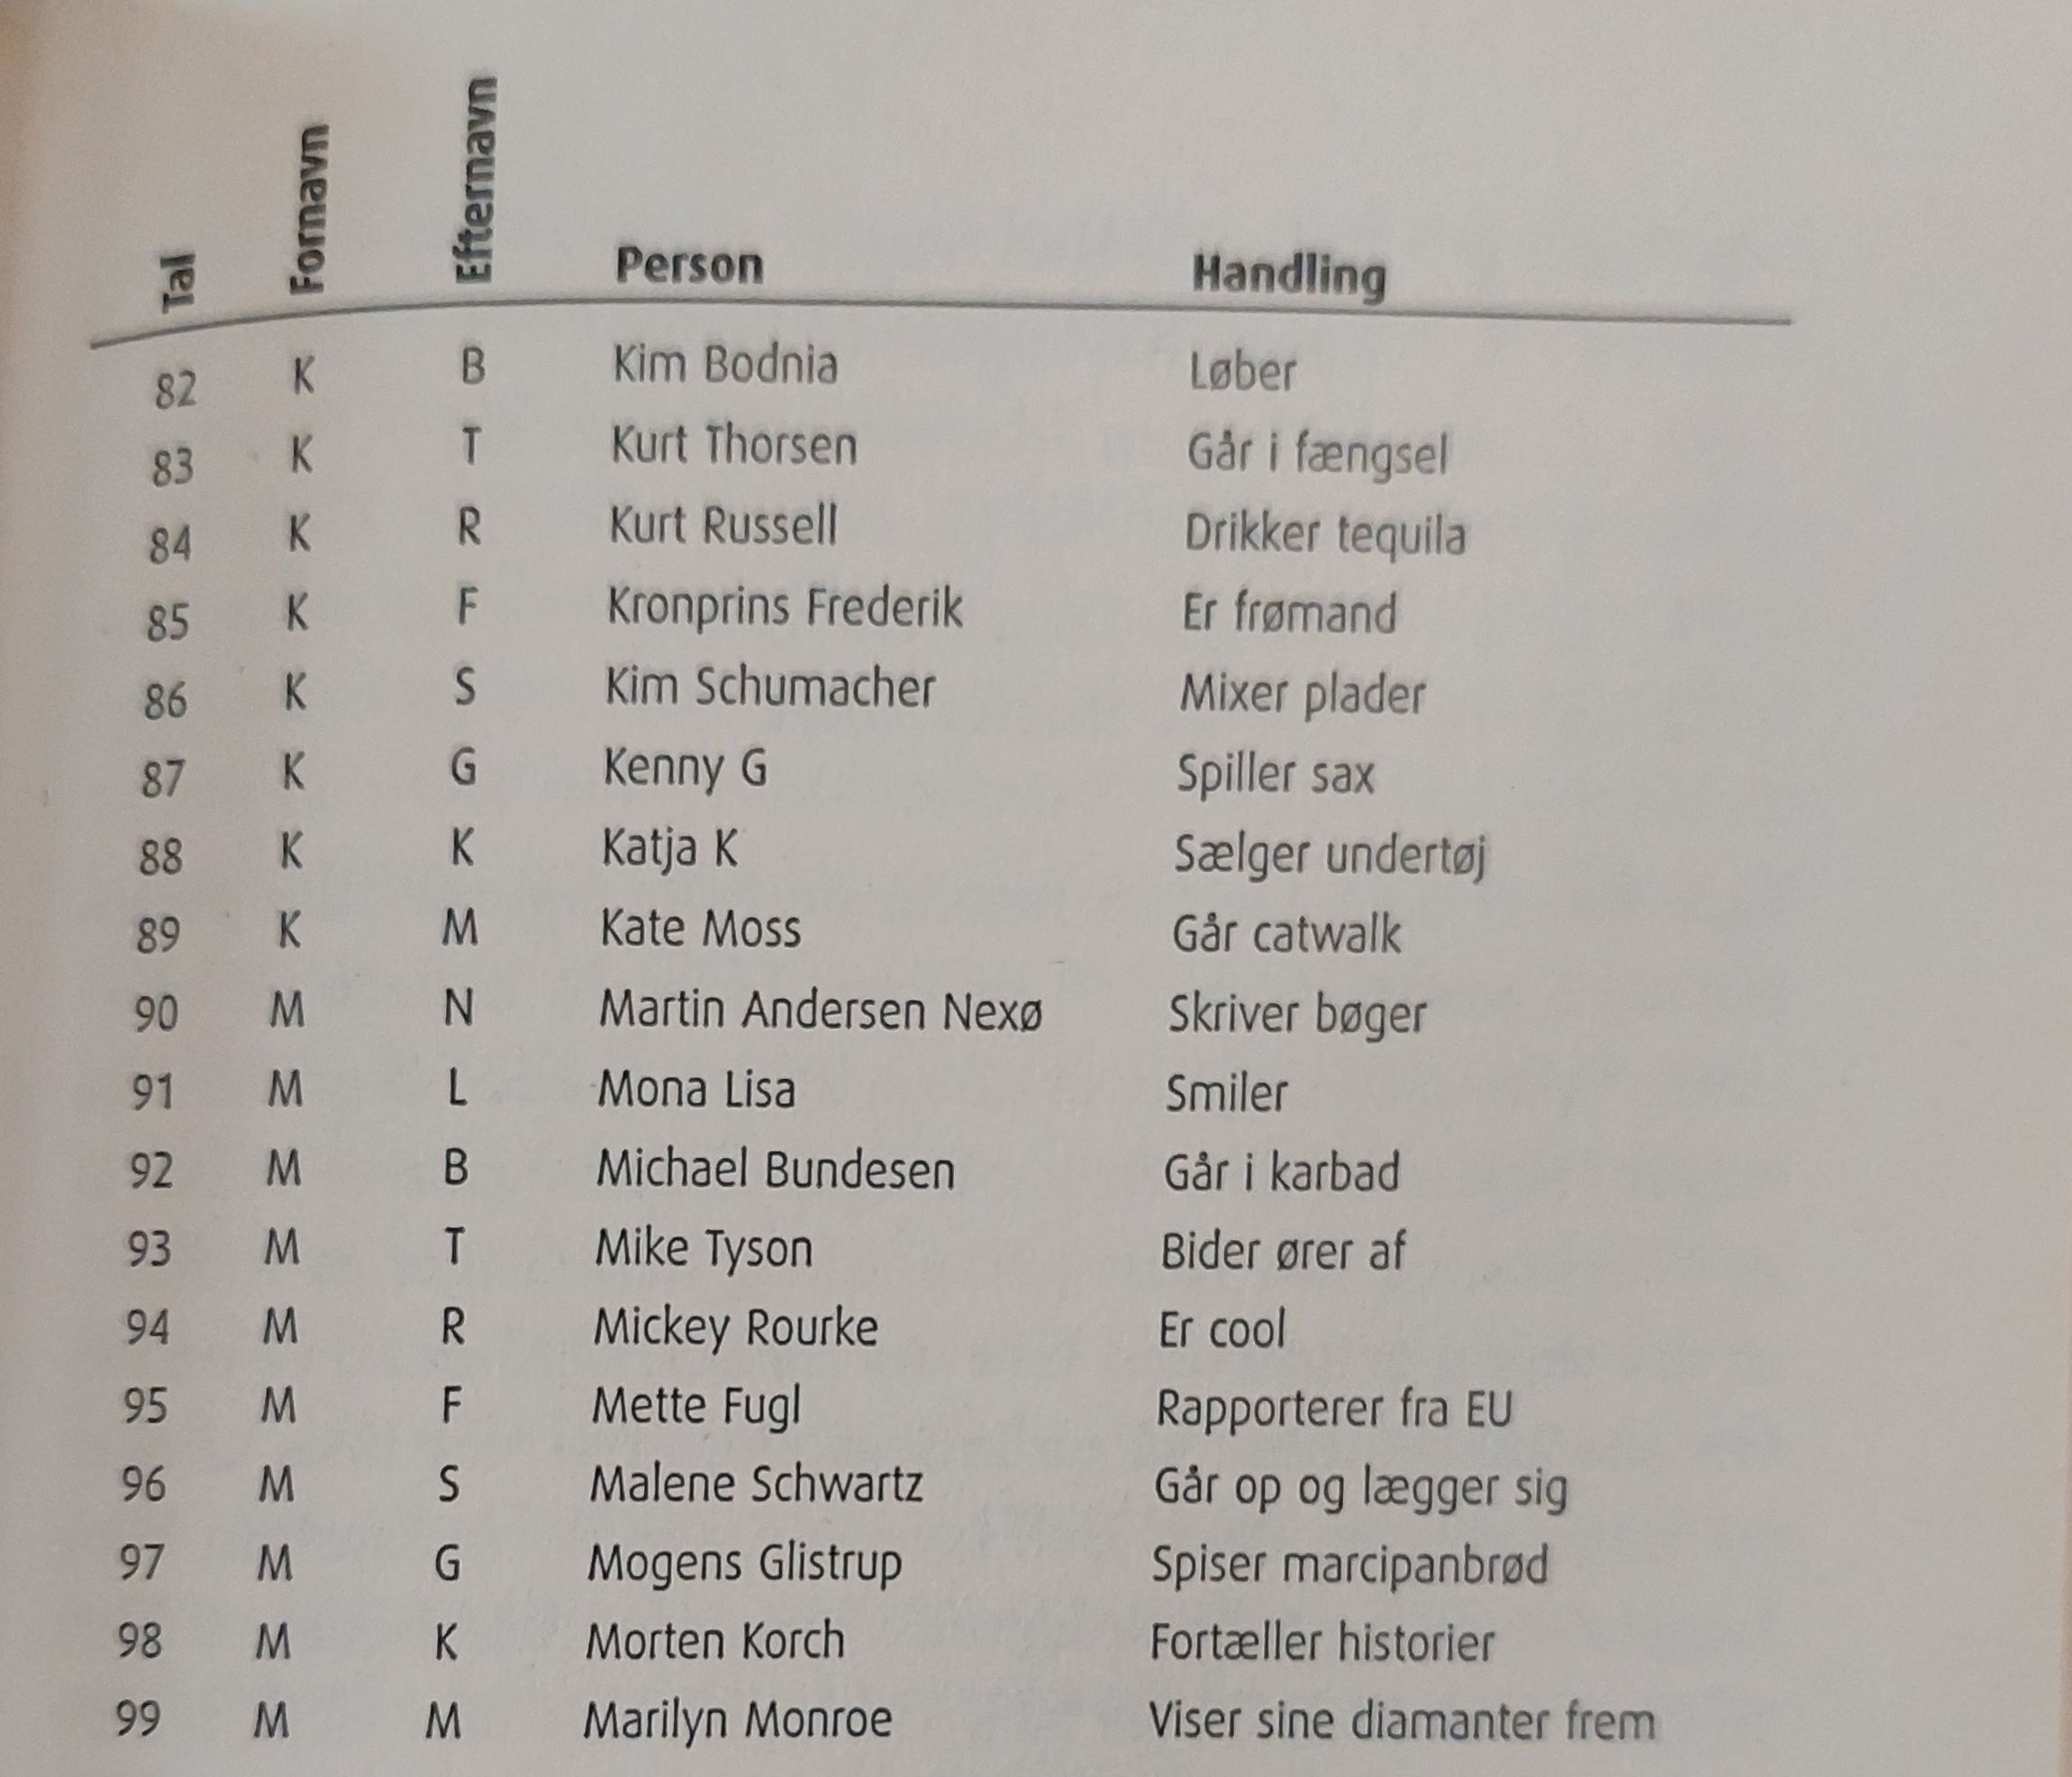 Tal Fornavn Efternavn Person Handling
82 K B Kim Bodnia Løber
83 K T Kurt Thorsen Går i fængsel
84 K R Kurt Russell Drikker tequila
85 K F Kronprins Frederik Er frømand
86 K S Kim Schumacher Mixer plader
87 K G Kenny G Spiller sax
88 K K Katja K Sælger undertøj
89 K M Kate Moss Går catwalk
90 M N Martin Andersen Nexø Skriver bøger
91 M L Mona Lisa Smiler
92 M B Michael Bundesen Går i karbad
93 M T Mike Tyson Bider ører af
94 M R Mickey Rourke Er cool
95 M F Mette Fugl Rapporterer fra EU
96 M S Malene Schwartz Går op og lægger sig
97 M G Mogens Glistrup Spiser marcipanbrød
98 M K Morten Korch Fortæller historier
99 M M Marilyn Monroe Viser sine diamanter frem